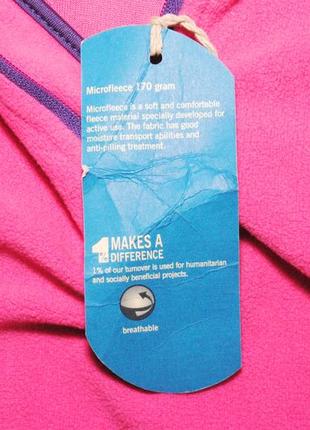 Microfleece 170 gram
Microfleece is a soft and comfortable
fleece material specially developed for
active use. The fabric has good
moisture transport abilities and
anti-pilling treatment.
1% MAKES A
DIFFERENCE
1% of our turnover is used for humanitarian
and socially beneficial projects.
breathable